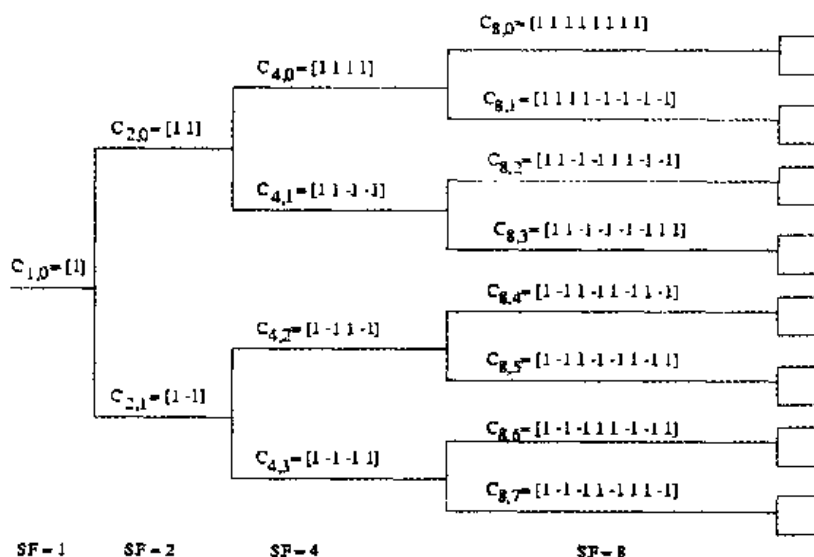 C8,0 = [1 1 1 1 1 1 1 1]
C4,0 = [1 1 1 1]
C8,1 = [1 1 1 1 -1 -1 -1 -1]
C2,0 = [1 1]
C8,2 = [1 1 -1 -1 1 1 -1 -1]
C4,1 = [1 1 -1 -1]
C8,3 = [1 1 -1 -1 -1 -1 1 1]
C1,0 = [1]
C8,4 = [1 -1 1 -1 1 -1 1 -1]
C4,2 = [1 -1 1 -1]
C8,5 = [1 -1 1 -1 -1 1 -1 1]
C2,1 = [1 -1]
C8,6 = [1 -1 -1 1 1 -1 -1 1]
C4,3 = [1 -1 -1 1]
C8,7 = [1 -1 -1 1 -1 1 1 -1]
SF = 1 SF = 2 SF = 4 SF = 8